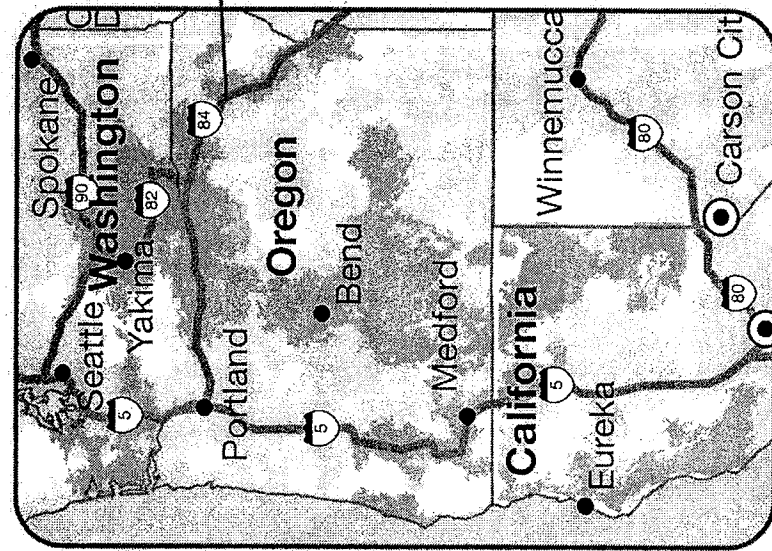 Spokane
90
Seattle
Washington
Yakima
82
5
84
Portland
Oregon
Bend
5
Medford
California
5
Eureka
Winnemucca
80
Carson Cit
80